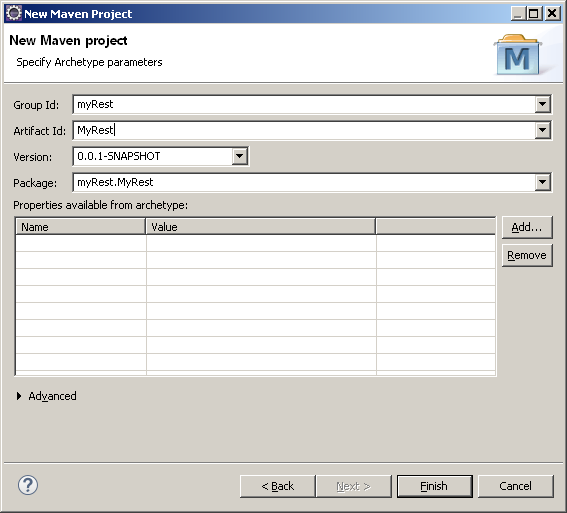 New Maven Project
New Maven project
Specify Archetype parameters
M
Group Id: myRest
Artifact Id: MyRest
Version: 0.0.1-SNAPSHOT
Package: myRest.MyRest
Properties available from archetype:
Name Value
Add...
Remove
Advanced
? < Back Next > Finish Cancel